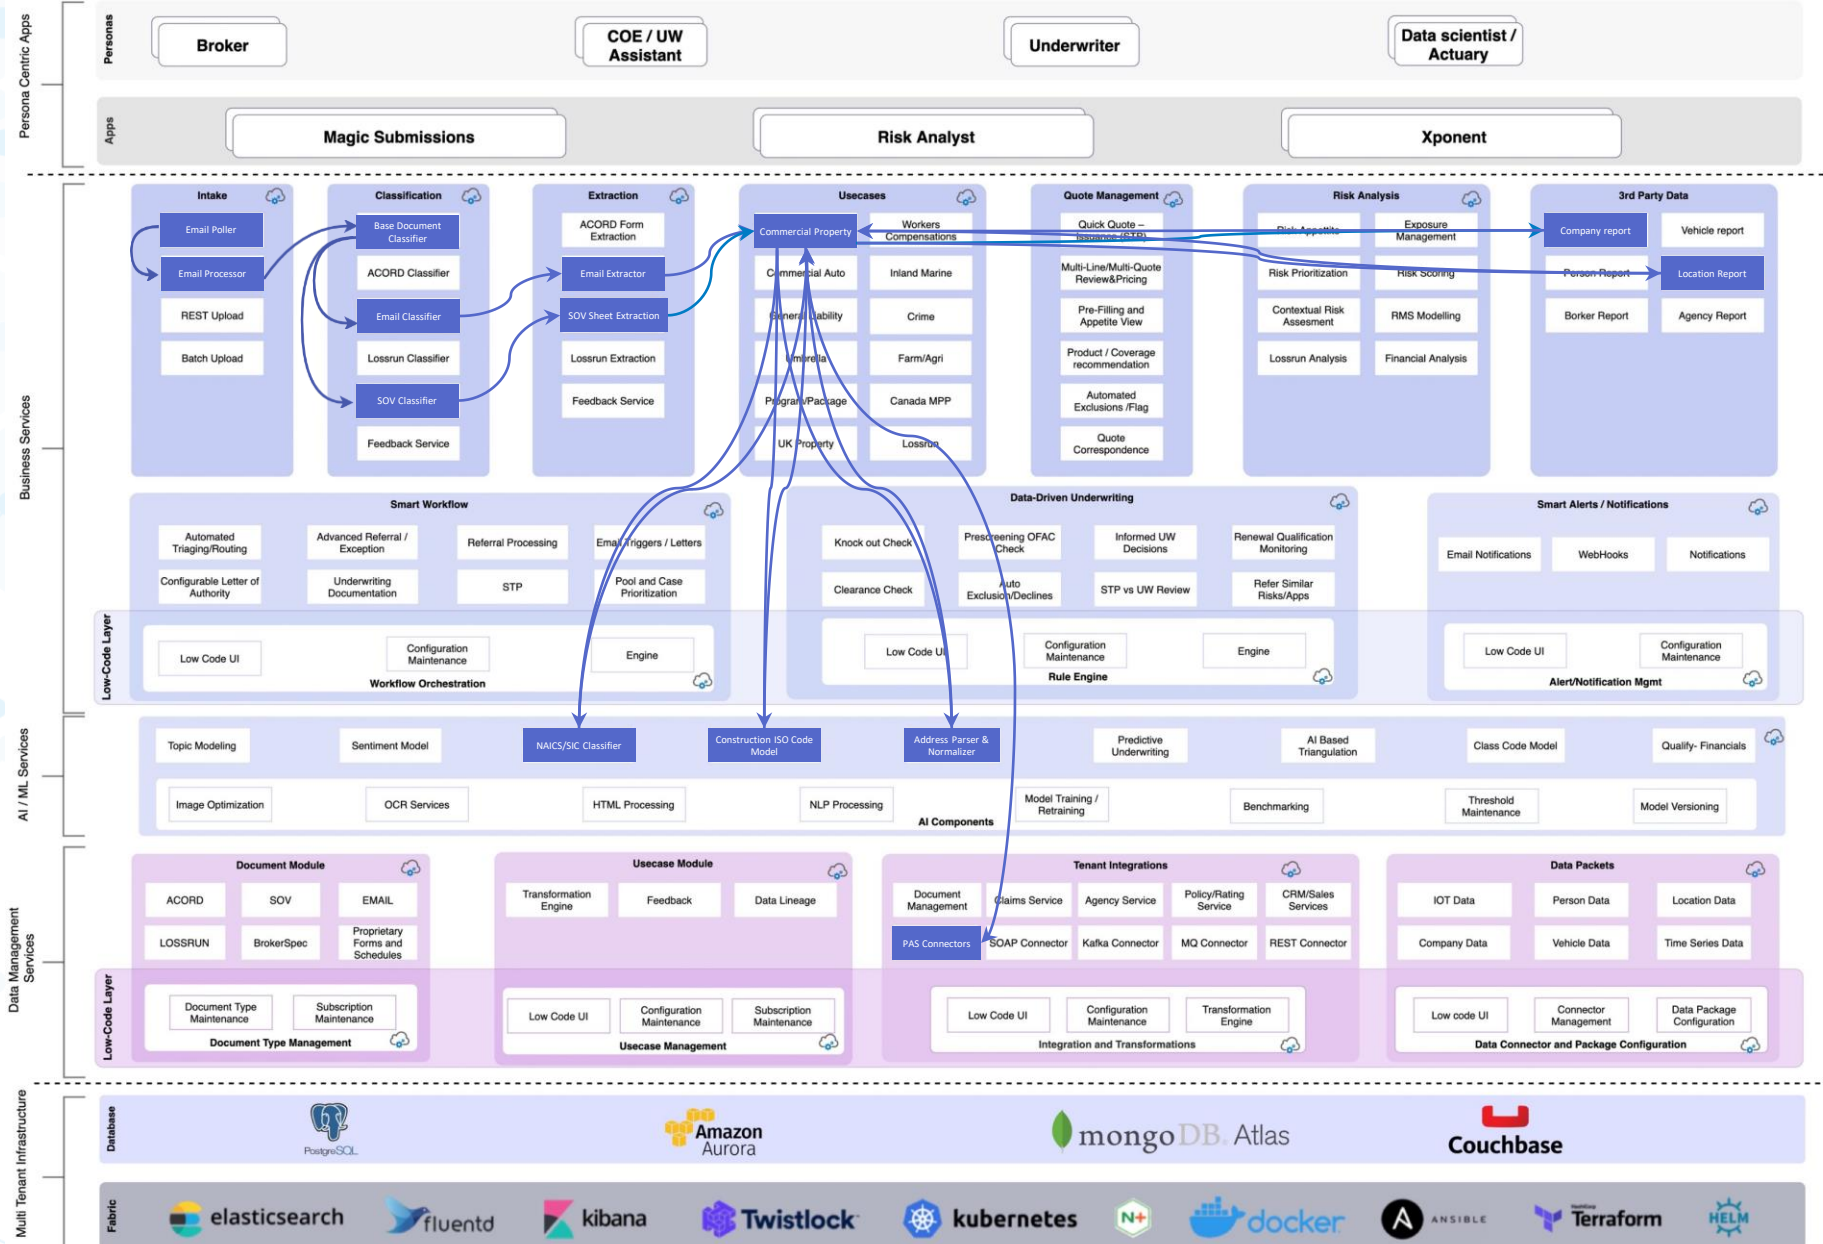 Persona Centric Apps
Personas
Broker
COE / UW
Assistant
Underwriter
Data scientist /
Actuary
Apps
Magic Submissions
Risk Analyst
Xponent
Business Services
Intake
Email Poller
Email Processor
REST Upload
Batch Upload
Classification
Base Document
Classifier
ACORD Classifier
Email Classifier
Lossrun Classifier
SOV Classifier
Feedback Service
Extraction
ACORD Form
Extraction
Email Extractor
SOV Sheet Extraction
Lossrun Extraction
Feedback Service
Usecases
Commercial Property
Workers
Compensations
Commercial Auto
Inland Marine
General Liability
Crime
Umbrella
Farm/Agri
Program/Package
Canada MPP
UK Property
Lossrun
Quote Management
Quick Quote –
Issuance (STP)
Multi-Line/Multi-Quote
Review&Pricing
Pre-Filling and
Appetite View
Product / Coverage
recommendation
Automated
Exclusions /Flag
Quote
Correspondence
Risk Analysis
Risk Appetite
Exposure
Management
Risk Prioritization
Risk Scoring
Contextual Risk
Assesment
RMS Modelling
Lossrun Analysis
Financial Analysis
3rd Party Data
Company report
Vehicle report
Person Report
Location Report
Borker Report
Agency Report
Smart Workflow
Automated
Triaging/Routing
Advanced Referral /
Exception
Referral Processing
Email Triggers / Letters
Configurable Letter of
Authority
Underwriting
Documentation
STP
Pool and Case
Prioritization
Data-Driven Underwriting
Knock out Check
Prescreening OFAC
Check
Informed UW
Decisions
Renewal Qualification
Monitoring
Clearance Check
Auto
Exclusion/Declines
STP vs UW Review
Refer Similar
Risks/Apps
Smart Alerts / Notifications
Email Notifications
WebHooks
Notifications
Low-Code Layer
Low Code UI
Configuration
Maintenance
Engine
Workflow Orchestration
Low Code UI
Configuration
Maintenance
Engine
Rule Engine
Low Code UI
Configuration
Maintenance
Alert/Notification Mgmt
AI / ML Services
Topic Modeling
Sentiment Model
NAICS/SIC Classifier
Construction ISO Code
Model
Address Parser &
Normalizer
Predictive
Underwriting
AI Based
Triangulation
Class Code Model
Qualify- Financials
Image Optimization
OCR Services
HTML Processing
NLP Processing
Model Training /
Retraining
Benchmarking
Threshold
Maintenance
Model Versioning
AI Components
Data Management
Services
Document Module
ACORD
SOV
EMAIL
LOSSRUN
BrokerSpec
Proprietary
Forms and
Schedules
Usecase Module
Transformation
Engine
Feedback
Data Lineage
Tenant Integrations
Document
Management
Claims Service
Agency Service
Policy/Rating
Service
CRM/Sales
Services
PAS Connectors
SOAP Connector
Kafka Connector
MQ Connector
REST Connector
Data Packets
IOT Data
Person Data
Location Data
Company Data
Vehicle Data
Time Series Data
Low-Code Layer
Document Type
Maintenance
Subscription
Maintenance
Document Type Management
Low Code UI
Configuration
Maintenance
Subscription
Maintenance
Usecase Management
Low Code UI
Configuration
Maintenance
Transformation
Engine
Integration and Transformations
Low code UI
Connector
Management
Data Package
Configuration
Data Connector and Package Configuration
Multi Tenant Infrastructure
Database
PostgreSQL
Amazon
Aurora
mongoDB. Atlas
Couchbase
Fabric
elasticsearch
fluentd
kibana
Twistlock
kubernetes
N+
docker
A
ANSIBLE
HashiCorp
Terraform
HELM